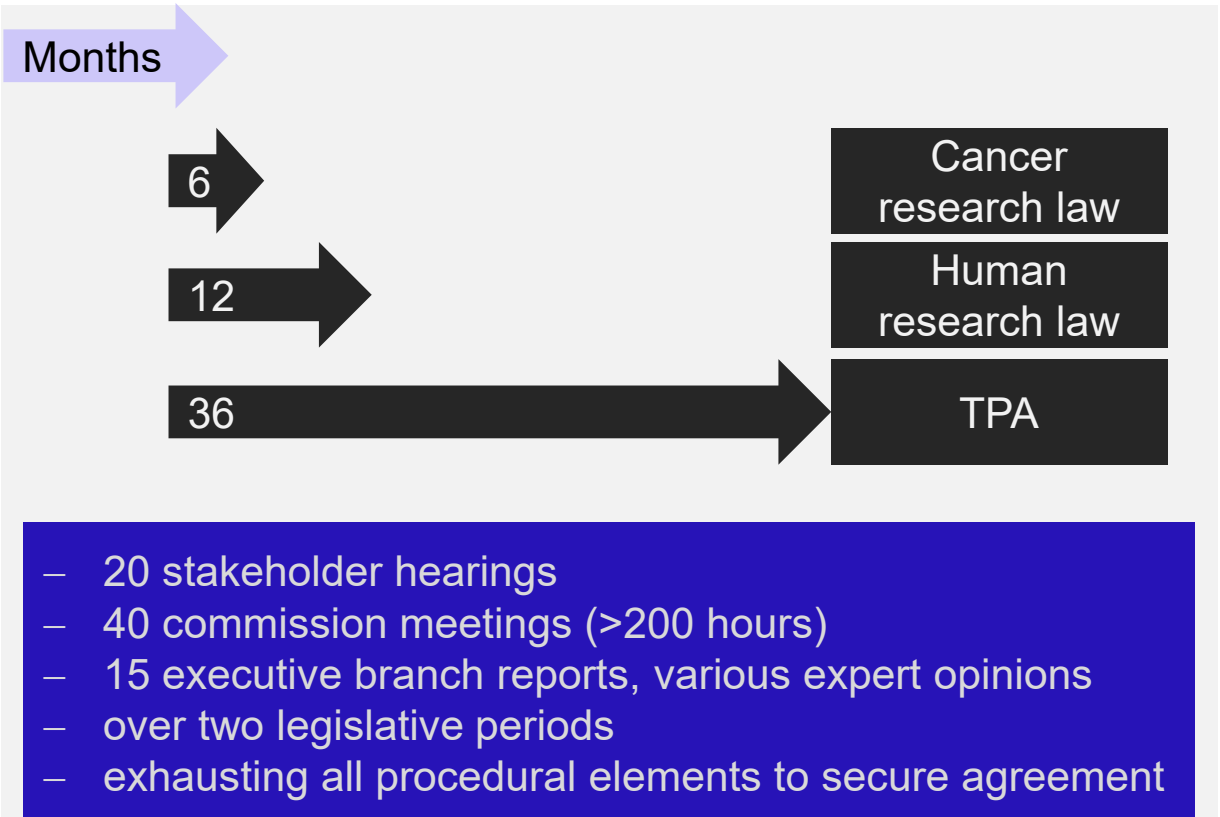 Months
6
Cancer
research law
12
Human
research law
36
TPA
– 20 stakeholder hearings
– 40 commission meetings (>200 hours)
– 15 executive branch reports, various expert opinions
– over two legislative periods
– exhausting all procedural elements to secure agreement